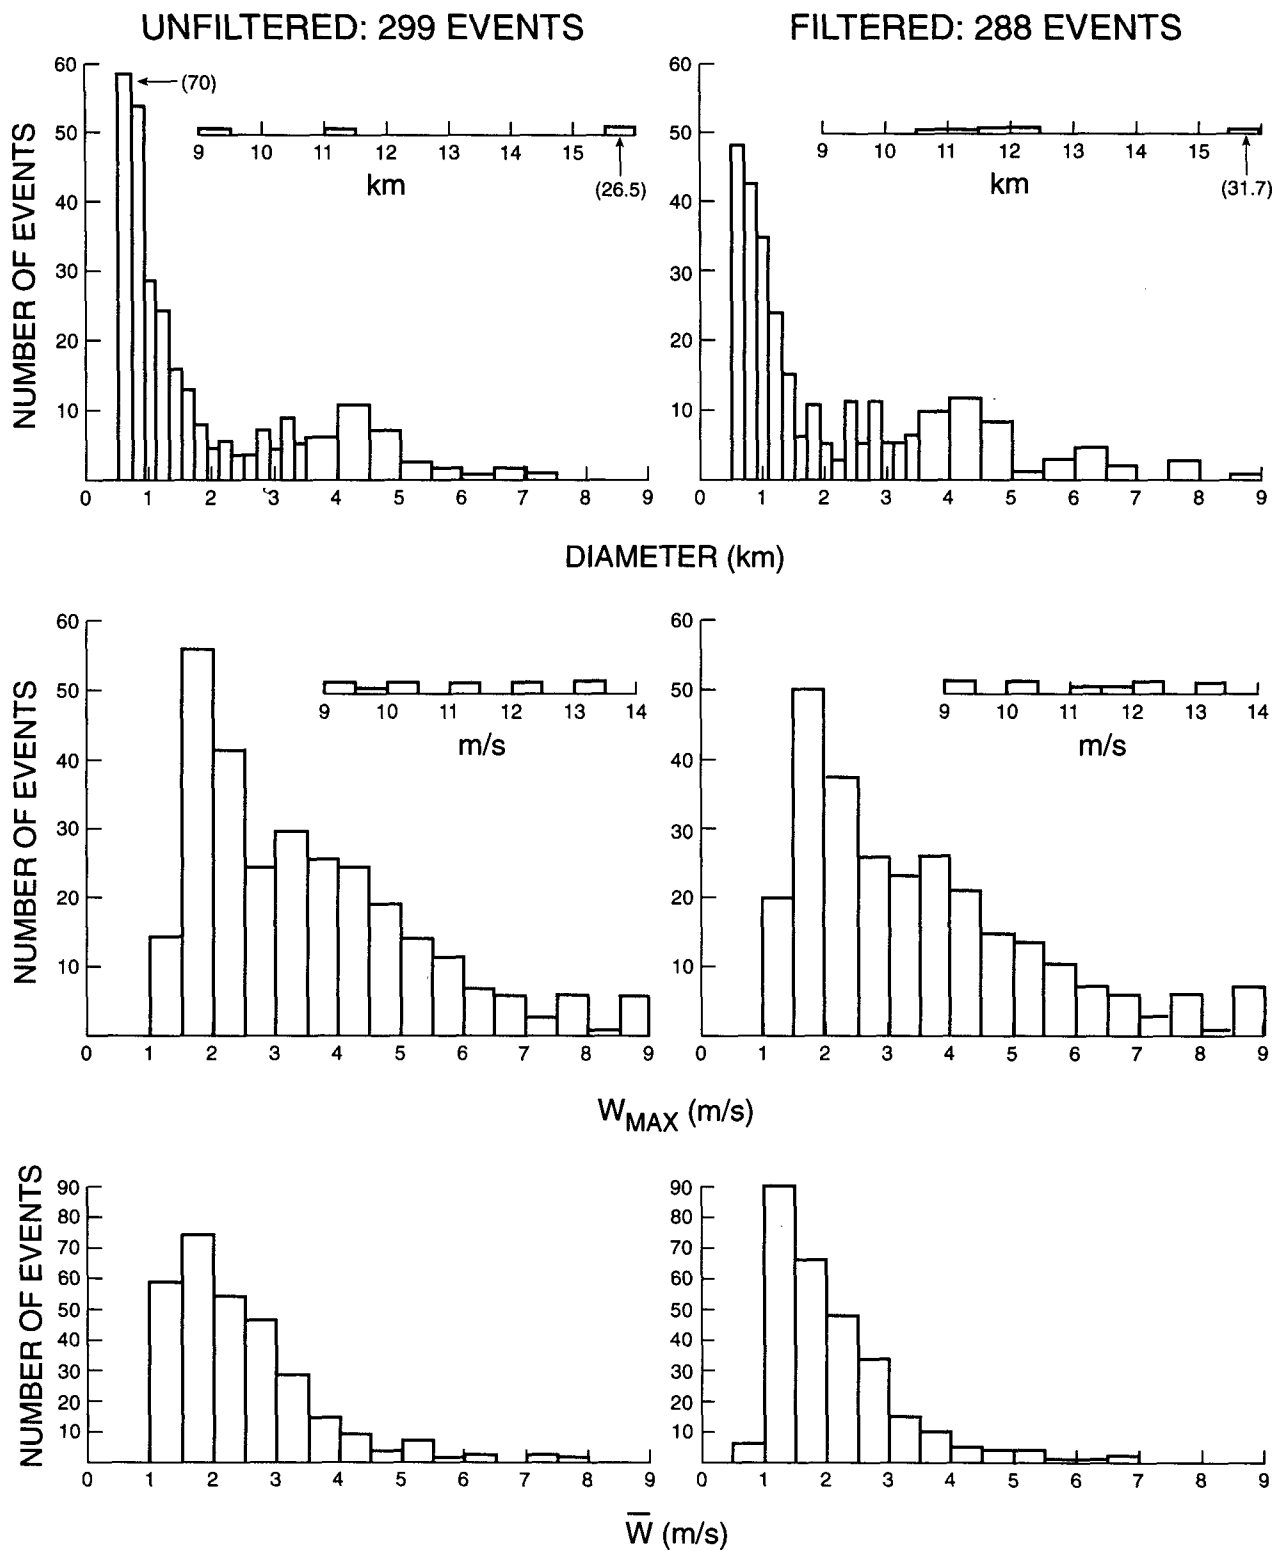 UNFILTERED: 299 EVENTS
FILTERED: 288 EVENTS
NUMBER OF EVENTS
60
50
40
30
20
10
(70)
9 10 11 12 13 14 15
km
(26.5)
0 1 2 3 4 5 6 7 8 9
60
50
40
30
20
10
9 10 11 12 13 14 15
km
(31.7)
0 1 2 3 4 5 6 7 8 9
DIAMETER (km)
NUMBER OF EVENTS
60
50
40
30
20
10
9 10 11 12 13 14
m/s
0 1 2 3 4 5 6 7 8 9
60
50
40
30
20
10
9 10 11 12 13 14
m/s
0 1 2 3 4 5 6 7 8 9
WMAX (m/s)
NUMBER OF EVENTS
90
80
70
60
50
40
30
20
10
0 1 2 3 4 5 6 7 8 9
90
80
70
60
50
40
30
20
10
0 1 2 3 4 5 6 7 8 9
W̅ (m/s)